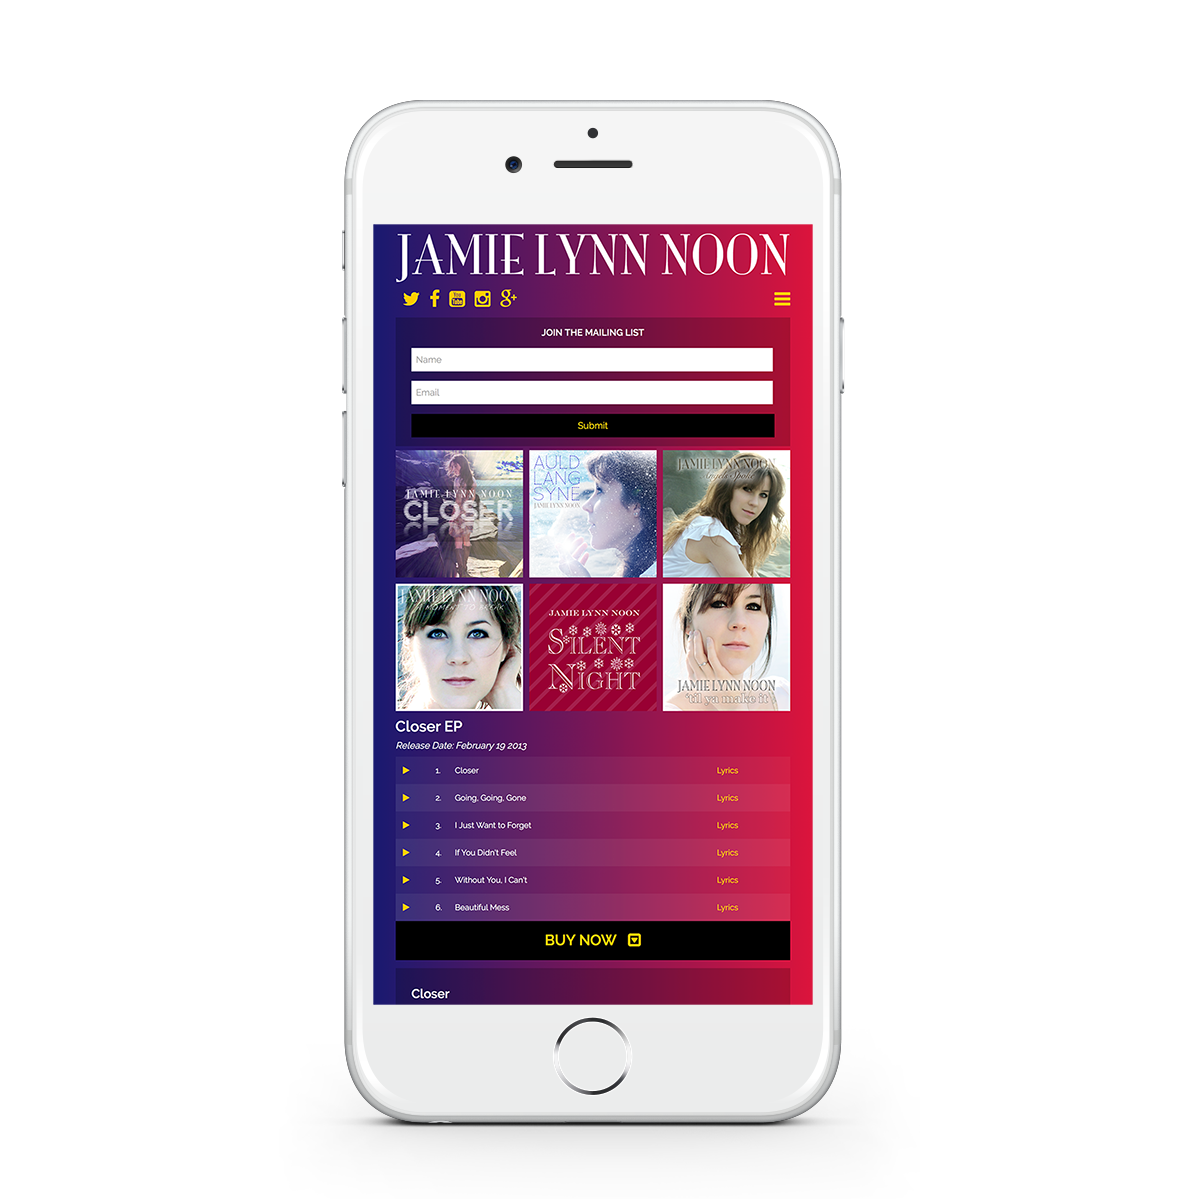 JAMIE LYNN NOON
You
Tube
g+
JOIN THE MAILING LIST
Name
Email
Submit
JAMIE LYNN NOON
CLOSER
AULD
LANG
SYNE
JAMIE LYNN NOON
JAMIE LYNN NOON
Angels Spoke
JAMIE LYNN NOON
A MOMENT TO BREAK
JAMIE LYNN NOON
SILENT
NIGHT
JAMIE LYNN NOON
'til ya make it
Closer EP
Release Date: February 19 2013
1. Closer Lyrics
2. Going, Going, Gone Lyrics
3. I Just Want to Forget Lyrics
4. If You Didn't Feel Lyrics
5. Without You, I Can't Lyrics
6. Beautiful Mess Lyrics
BUY NOW
Closer